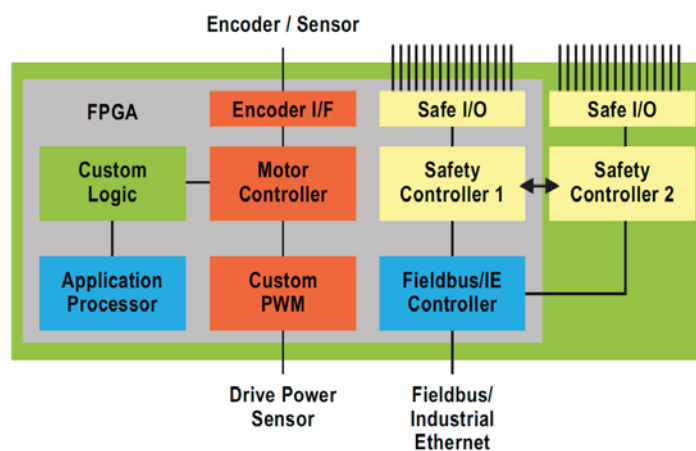 Encoder / Sensor
FPGA
Encoder I/F
Safe I/O
Safe I/O
Custom
Logic
Motor
Controller
Safety
Controller 1
Safety
Controller 2
Application
Processor
Custom
PWM
Fieldbus/IE
Controller
Drive Power
Sensor
Fieldbus/
Industrial
Ethernet